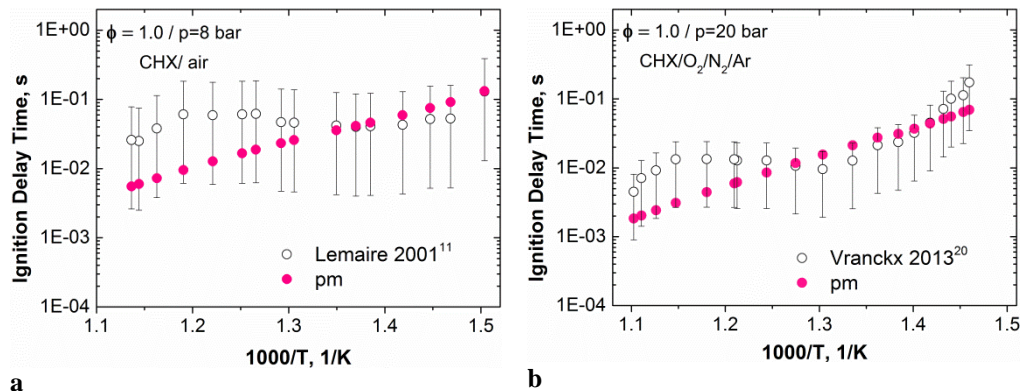 ϕ = 1.0 / p=8 bar
CHX/ air
1E+00
1E-01
1E-02
1E-03
1E-04
Ignition Delay Time, s
Lemaire 2001¹¹
pm
1.1 1.2 1.3 1.4 1.5
1000/T, 1/K
a
ϕ = 1.0 / p=20 bar
CHX/O₂/N₂/Ar
1E+00
1E-01
1E-02
1E-03
1E-04
Ignition Delay Time, s
Vranckx 2013²⁰
pm
1.1 1.2 1.3 1.4 1.5
1000/T, 1/K
b